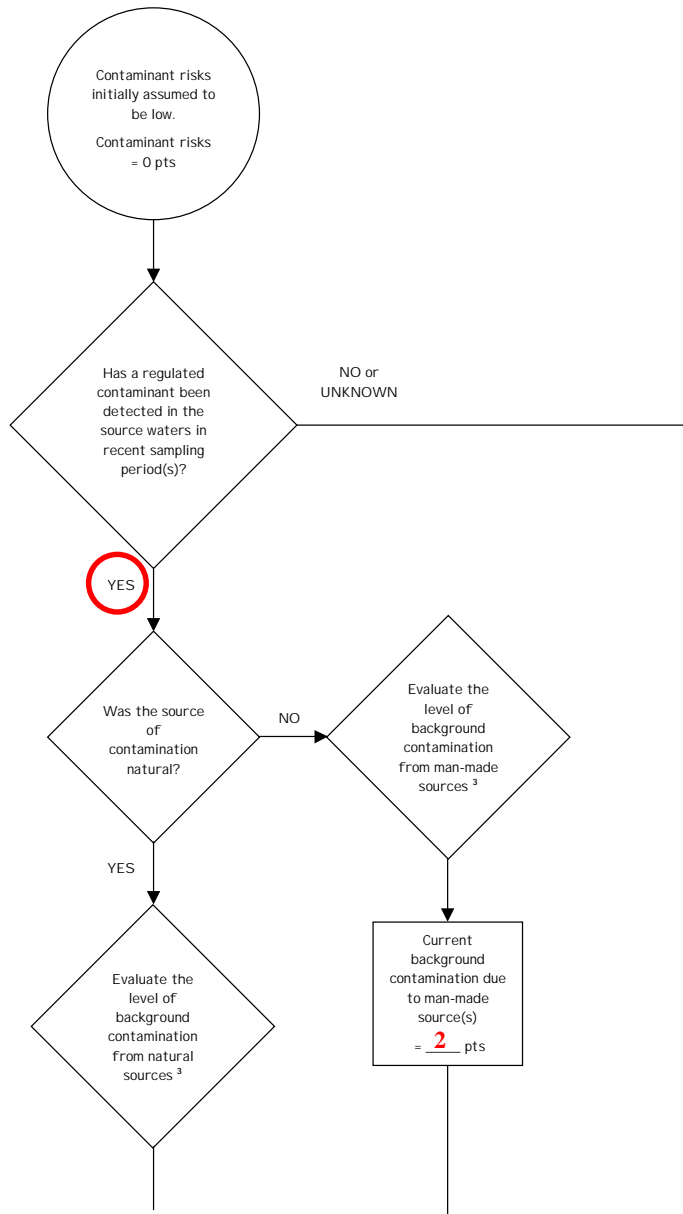 Contaminant risks
initially assumed to
be low.
Contaminant risks
= 0 pts
Has a regulated
contaminant been
detected in the
source waters in
recent sampling
period(s)?
NO or
UNKNOWN
YES
Was the source
of
contamination
natural?
NO
Evaluate the
level of
background
contamination
from man-made
sources ³
YES
Evaluate the
level of
background
contamination
from natural
sources ³
Current
background
contamination due
to man-made
source(s)
= __2__ pts